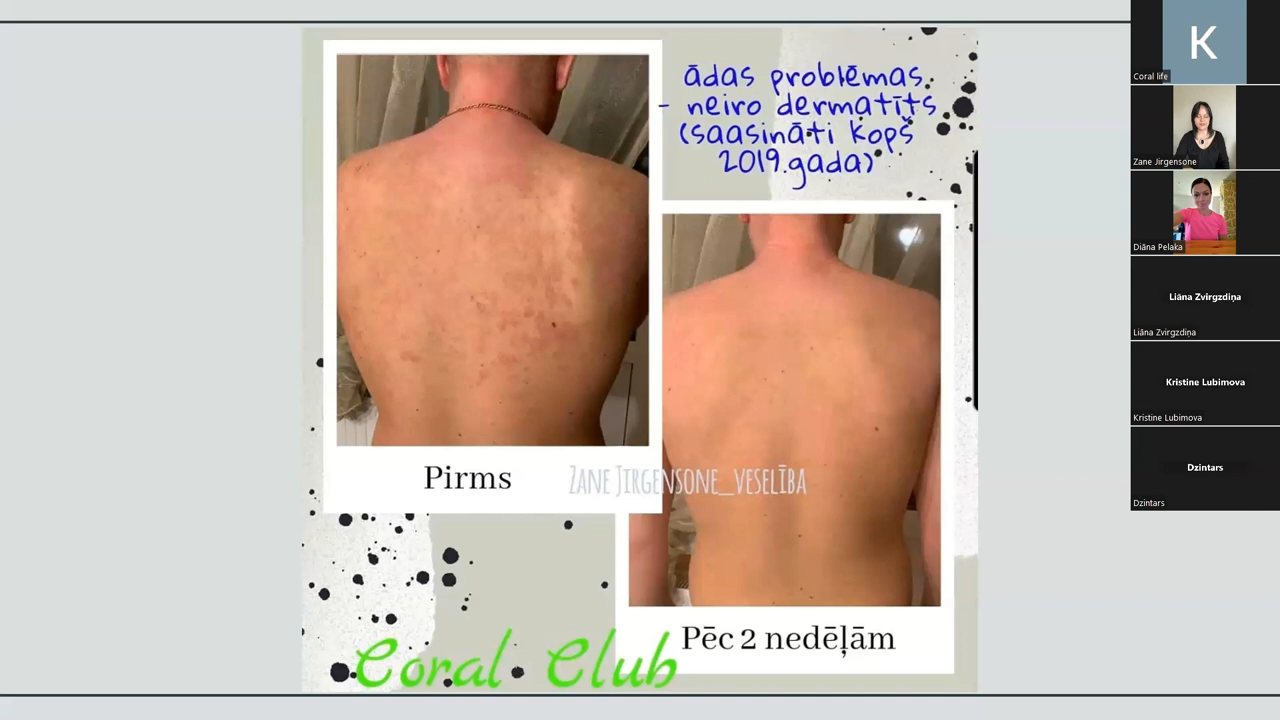 ādas problēmas
- neiro dermatīts
(saasināti kopš
2019.gada)
Pirms
Zane Jirgensone_veselība
Pēc 2 nedēļām
Coral Club
K
Coral life
Zane Jirgensone
Diāna Pelaka
Liāna Zvirgzdiņa
Liāna Zvirgzdiņa
Kristine Lubimova
Kristine Lubimova
Dzintars
Dzintars